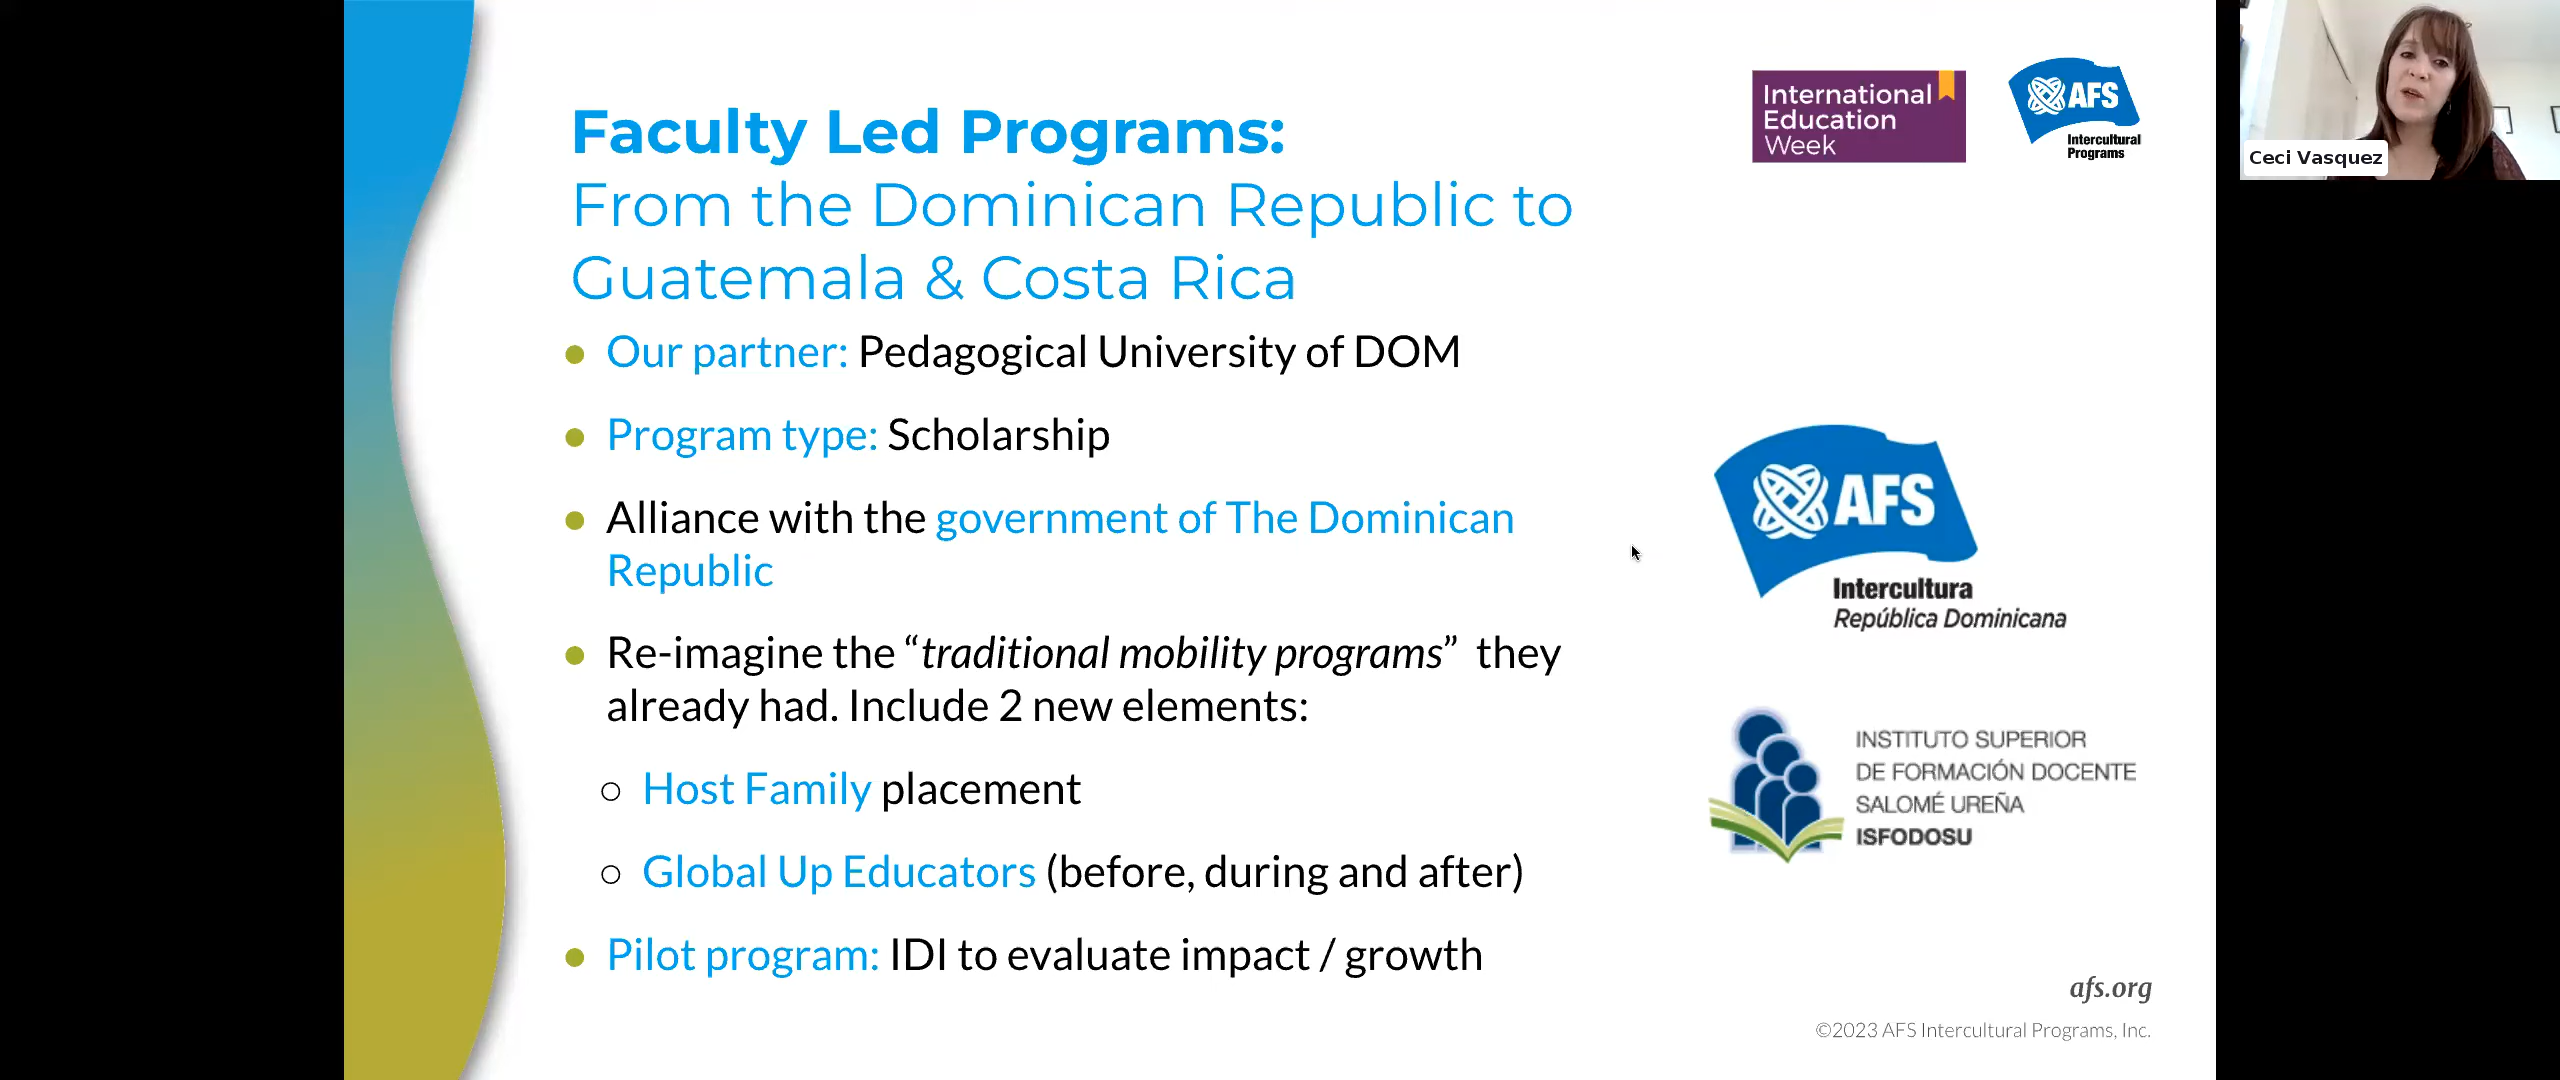 Faculty Led Programs:
From the Dominican Republic to
Guatemala & Costa Rica
● Our partner: Pedagogical University of DOM
● Program type: Scholarship
● Alliance with the government of The Dominican
Republic
● Re-imagine the “traditional mobility programs” they
already had. Include 2 new elements:
○ Host Family placement
○ Global Up Educators (before, during and after)
● Pilot program: IDI to evaluate impact / growth
International
Education
Week
AFS
Intercultural
Programs
AFS
Intercultura
República Dominicana
INSTITUTO SUPERIOR
DE FORMACIÓN DOCENTE
SALOMÉ UREÑA
ISFODOSU
afs.org
©2023 AFS Intercultural Programs, Inc.
Ceci Vasquez